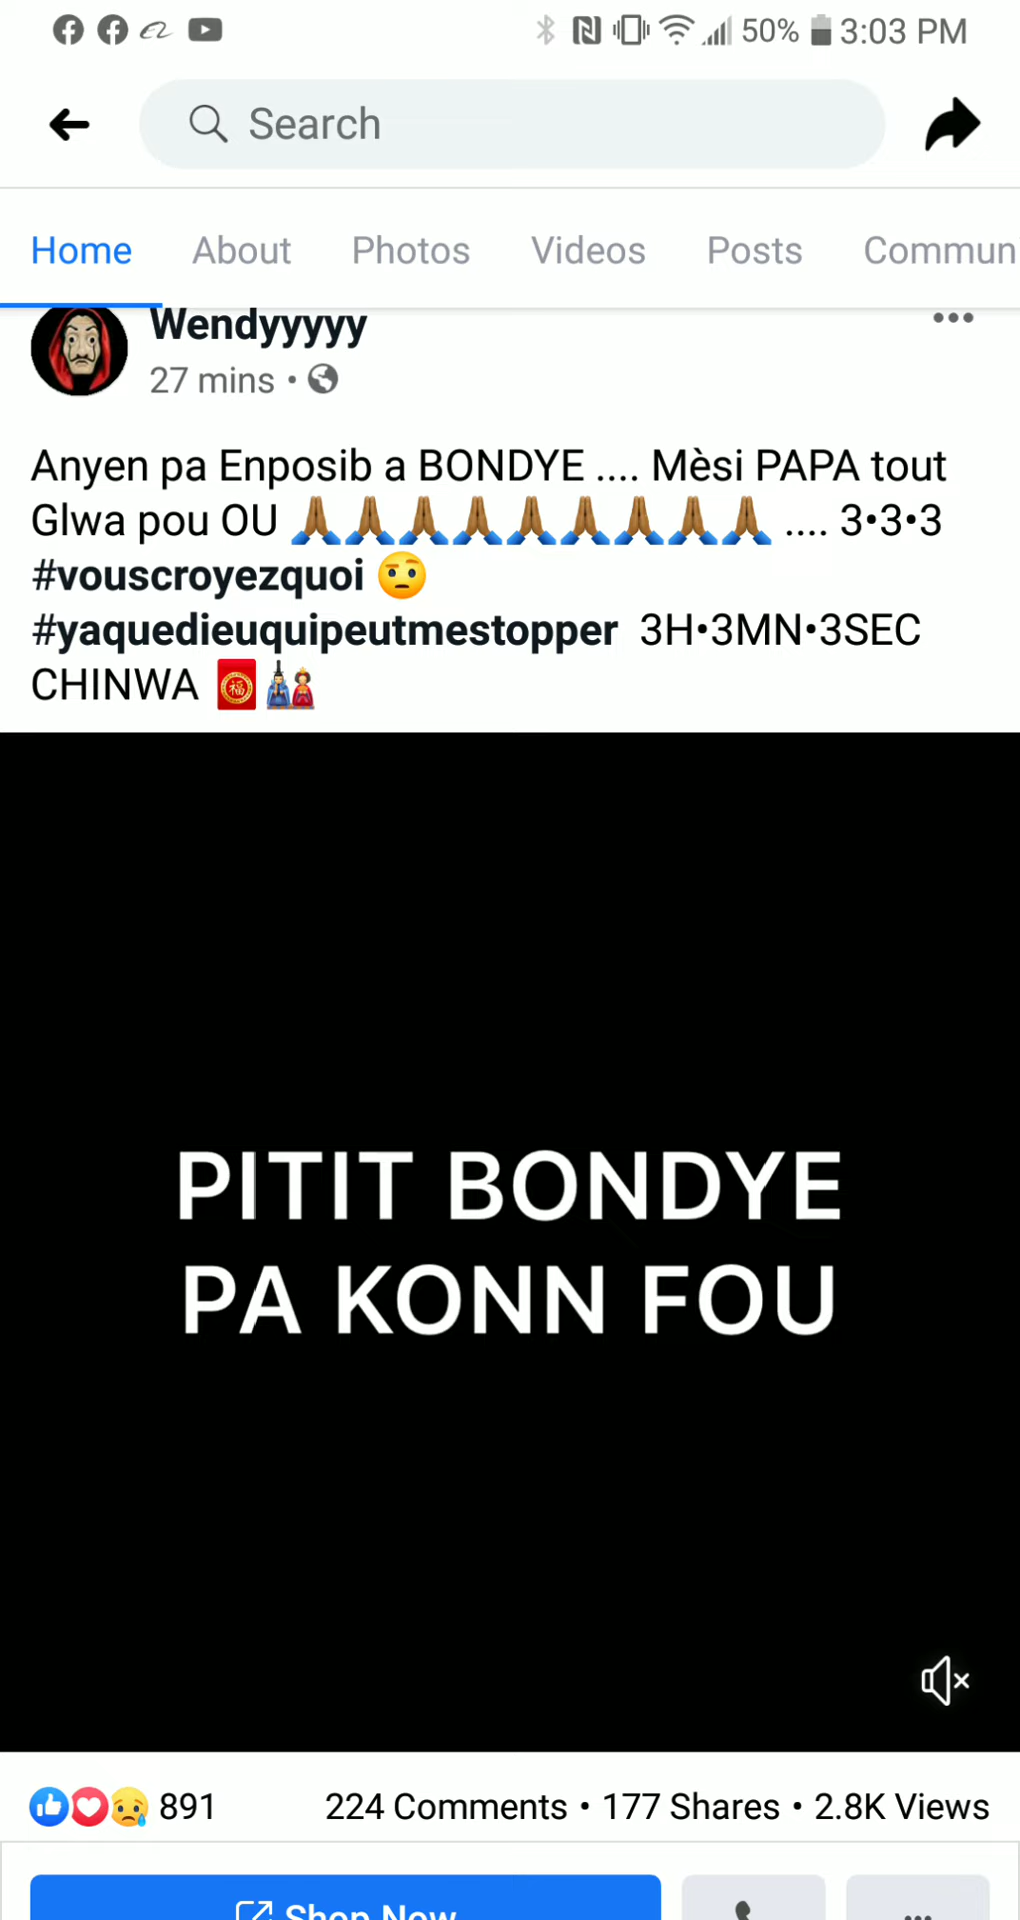 50% 3:03 PM
Search
Home About Photos Videos Posts Commun
Wendyyyyy
27 mins •
Anyen pa Enposib a BONDYE .... Mèsi PAPA tout
Glwa pou OU 🙏🏾🙏🏾🙏🏾🙏🏾🙏🏾🙏🏾🙏🏾🙏🏾🙏🏾 .... 3•3•3
#vouscroyezquoi 🤨
#yaquedieuquipeutmestopper 3H•3MN•3SEC
CHINWA 🧧🎎
PITIT BONDYE
PA KONN FOU
891 224 Comments • 177 Shares • 2.8K Views
Shop Now